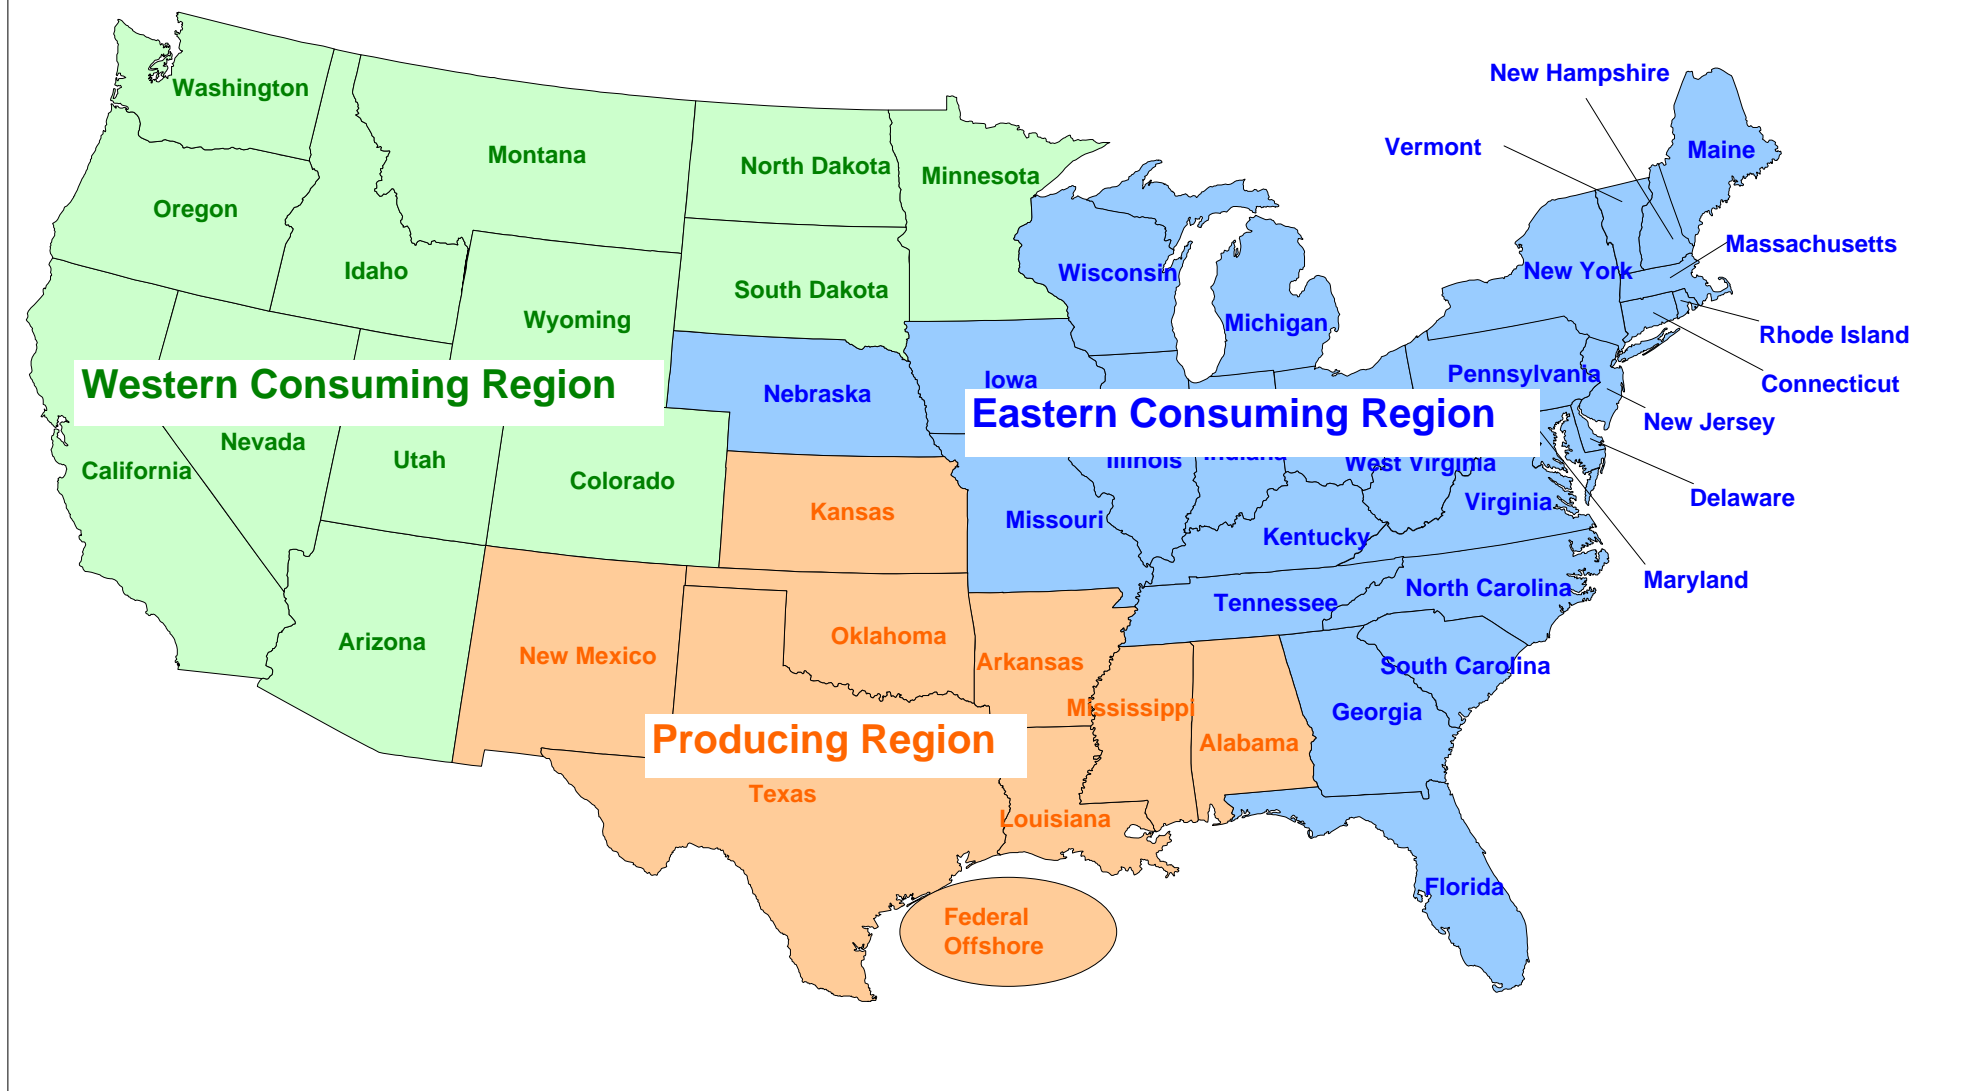 New Hampshire
Washington
Vermont
Maine
Montana
North Dakota
Minnesota
Oregon
Massachusetts
Idaho
Wisconsin
New York
South Dakota
Wyoming
Michigan
Rhode Island
Western Consuming Region
Nebraska
Iowa
Pennsylvania
Connecticut
Eastern Consuming Region
New Jersey
Nevada
Utah
California
Colorado
Illinois
Indiana
West Virginia
Virginia
Delaware
Kansas
Missouri
Kentucky
Maryland
Tennessee
North Carolina
Arizona
New Mexico
Oklahoma
Arkansas
South Carolina
Mississippi
Georgia
Producing Region
Alabama
Texas
Louisiana
Florida
Federal
Offshore